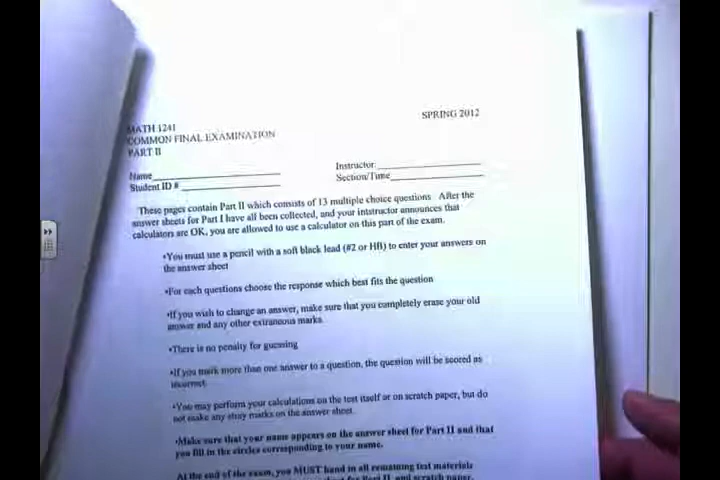 SPRING 2012
MATH 1241
COMMON FINAL EXAMINATION
PART II
Name
Instructor:
Student ID #
Section/Time
These pages contain Part II which consists of 13 multiple choice questions After the
answer sheets for Part I have all been collected, and your instructor announces that
calculators are OK, you are allowed to use a calculator on this part of the exam.
•You must use a pencil with a soft black lead (#2 or HB) to enter your answers on
the answer sheet
•For each questions choose the response which best fits the question
•If you wish to change an answer, make sure that you completely erase your old
answer and any other extraneous marks.
•There is no penalty for guessing
•If you mark more than one answer to a question, the question will be scored as
incorrect.
•You may perform your calculations on the test itself or on scratch paper, but do
not make any stray marks on the answer sheet.
•Make sure that your name appears on the answer sheet for Part II and that
you fill in the circles corresponding to your name.
At the end of the exam, you MUST hand in all remaining test materials
sheet for Part II, and scratch paper.